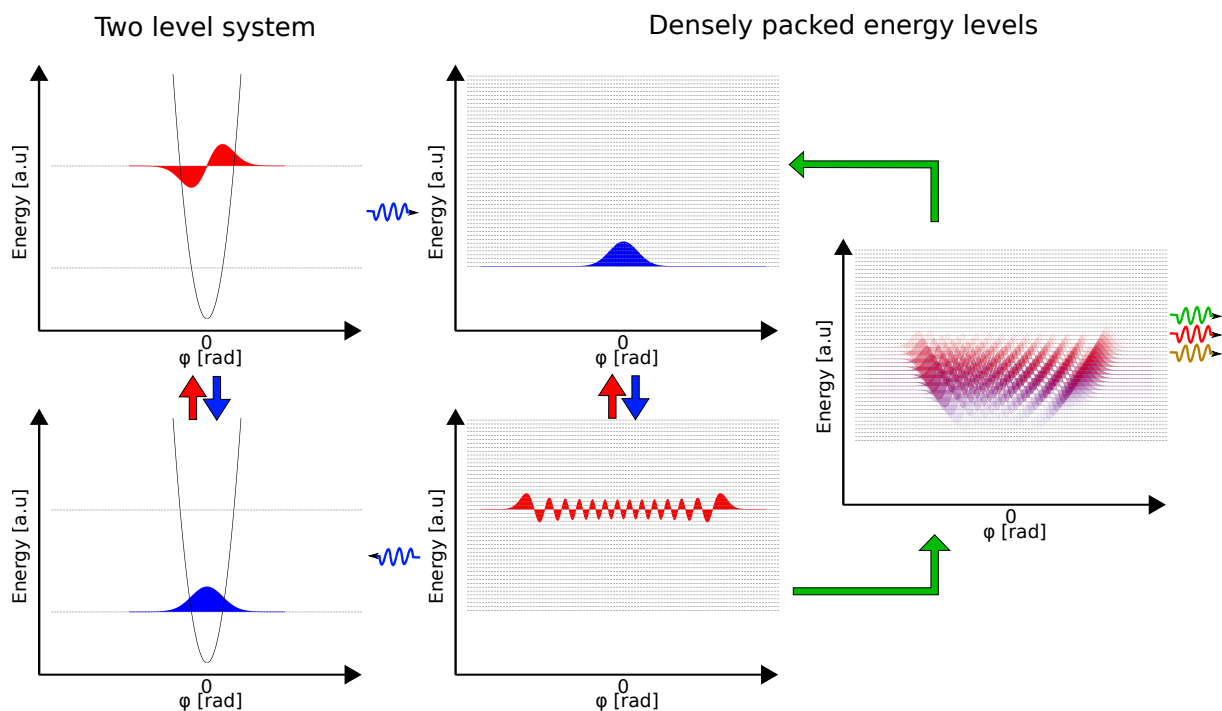 Two level system
Densely packed energy levels
Energy [a.u]
0
φ [rad]
Energy [a.u]
0
φ [rad]
Energy [a.u]
0
φ [rad]
Energy [a.u]
0
φ [rad]
Energy [a.u]
0
φ [rad]